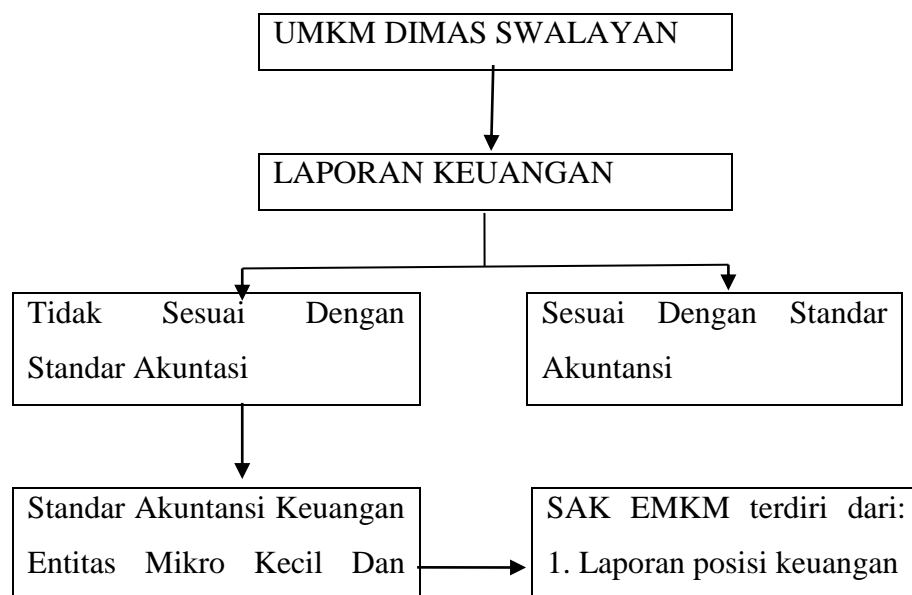 UMKM DIMAS SWALAYAN
LAPORAN KEUANGAN
Tidak Sesuai Dengan
Standar Akuntasi
Sesuai Dengan Standar
Akuntansi
Standar Akuntansi Keuangan
Entitas Mikro Kecil Dan
SAK EMKM terdiri dari:
1. Laporan posisi keuangan